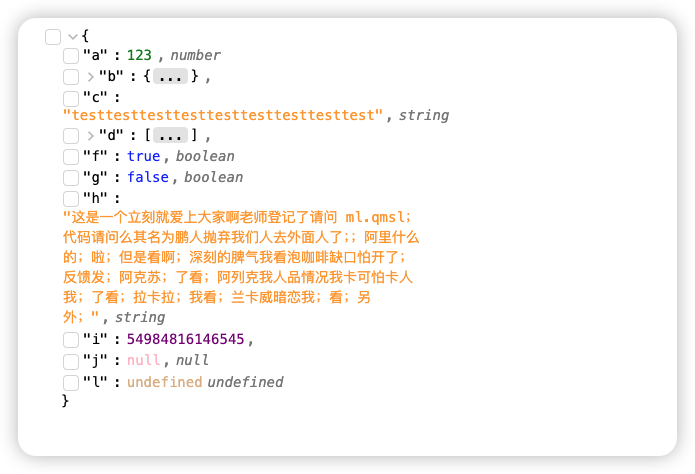 {
"a" : 123 , number
"b" : { ... } ,
"c" :
"testtesttesttesttesttesttesttesttest" , string
"d" : [ ... ] ,
"f" : true , boolean
"g" : false , boolean
"h" :
"这是一个立刻就爱上大家啊老师登记了请问 ml.qmsl;
代码请问么其名为鹏人抛弃我们人去外面人了;; 阿里什么
的; 啦; 但是看啊; 深刻的脾气我看泡咖啡缺口怕开了;
反馈发; 阿克苏; 了看; 阿列克我人品情况我卡可怕卡人
我; 了看; 拉卡拉; 我看; 兰卡威暗恋我; 看; 另
外; " , string
"i" : 54984816146545 ,
"j" : null , null
"l" : undefined undefined
}